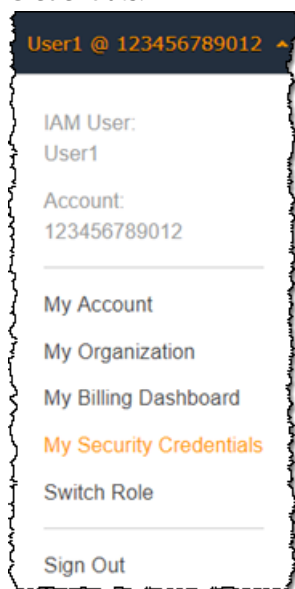 User1 @ 123456789012
IAM User:
User1
Account:
123456789012
My Account
My Organization
My Billing Dashboard
My Security Credentials
Switch Role
Sign Out